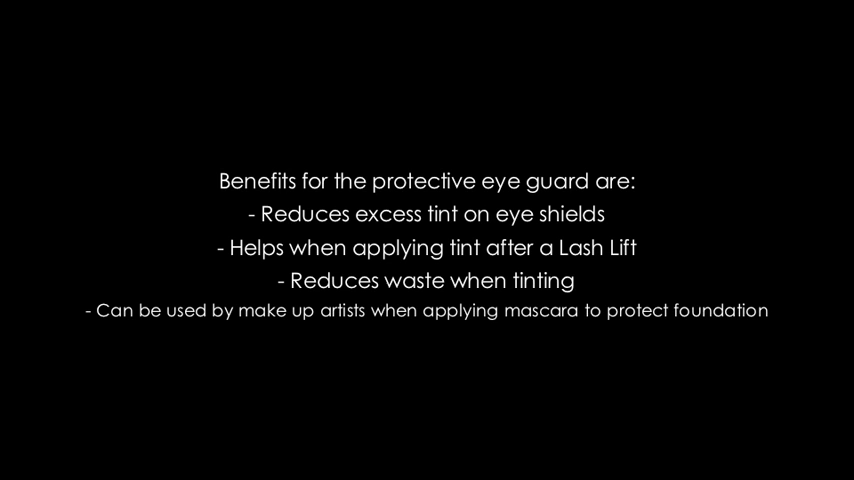 Benefits for the protective eye guard are:
- Reduces excess tint on eye shields
- Helps when applying tint after a Lash Lift
- Reduces waste when tinting
- Can be used by make up artists when applying mascara to protect foundation